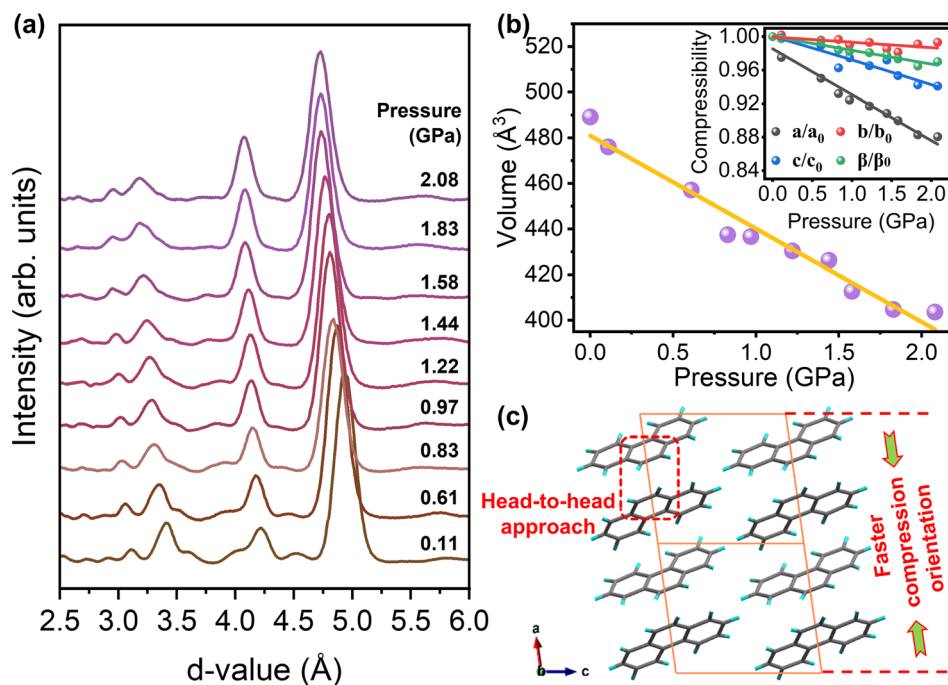 (a)
Intensity (arb. units)
Pressure
(GPa)
2.08
1.83
1.58
1.44
1.22
0.97
0.83
0.61
0.11
2.5 3.0 3.5 4.0 4.5 5.0 5.5 6.0
d-value (Å)
(b)
Volume (Å³)
520
500
480
460
440
420
400
0.0 0.5 1.0 1.5 2.0
Pressure (GPa)
Compressibility
1.00
0.96
0.92
0.88
0.84
a/a₀ b/b₀
c/c₀ β/β₀
0.0 0.5 1.0 1.5 2.0
Pressure (GPa)
(c)
Head-to-head
approach
Faster
compression
orientation
a
b c